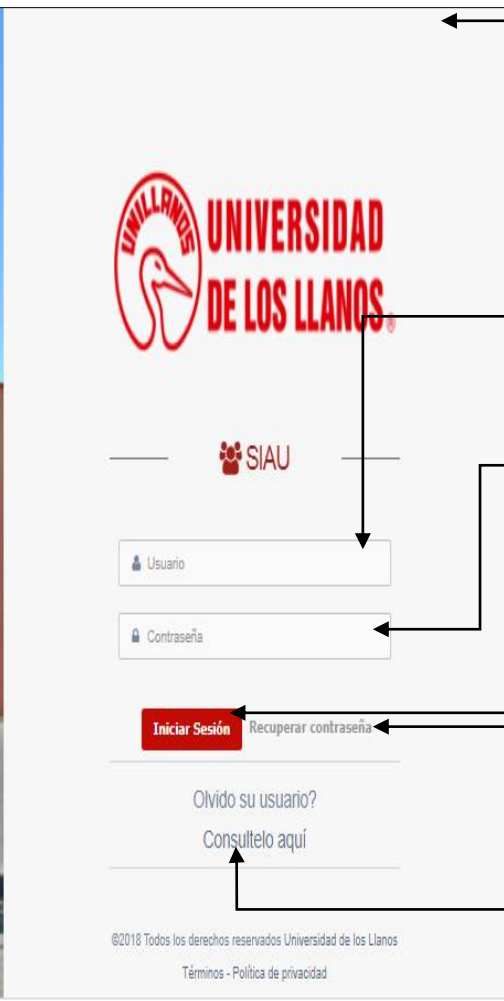 UNILLANOS
UNIVERSIDAD
DE LOS LLANOS®
SIAU
Usuario
Contraseña
Iniciar Sesión Recuperar contraseña
Olvido su usuario?
Consultelo aquí
©2018 Todos los derechos reservados Universidad de los Llanos
Términos - Política de privacidad